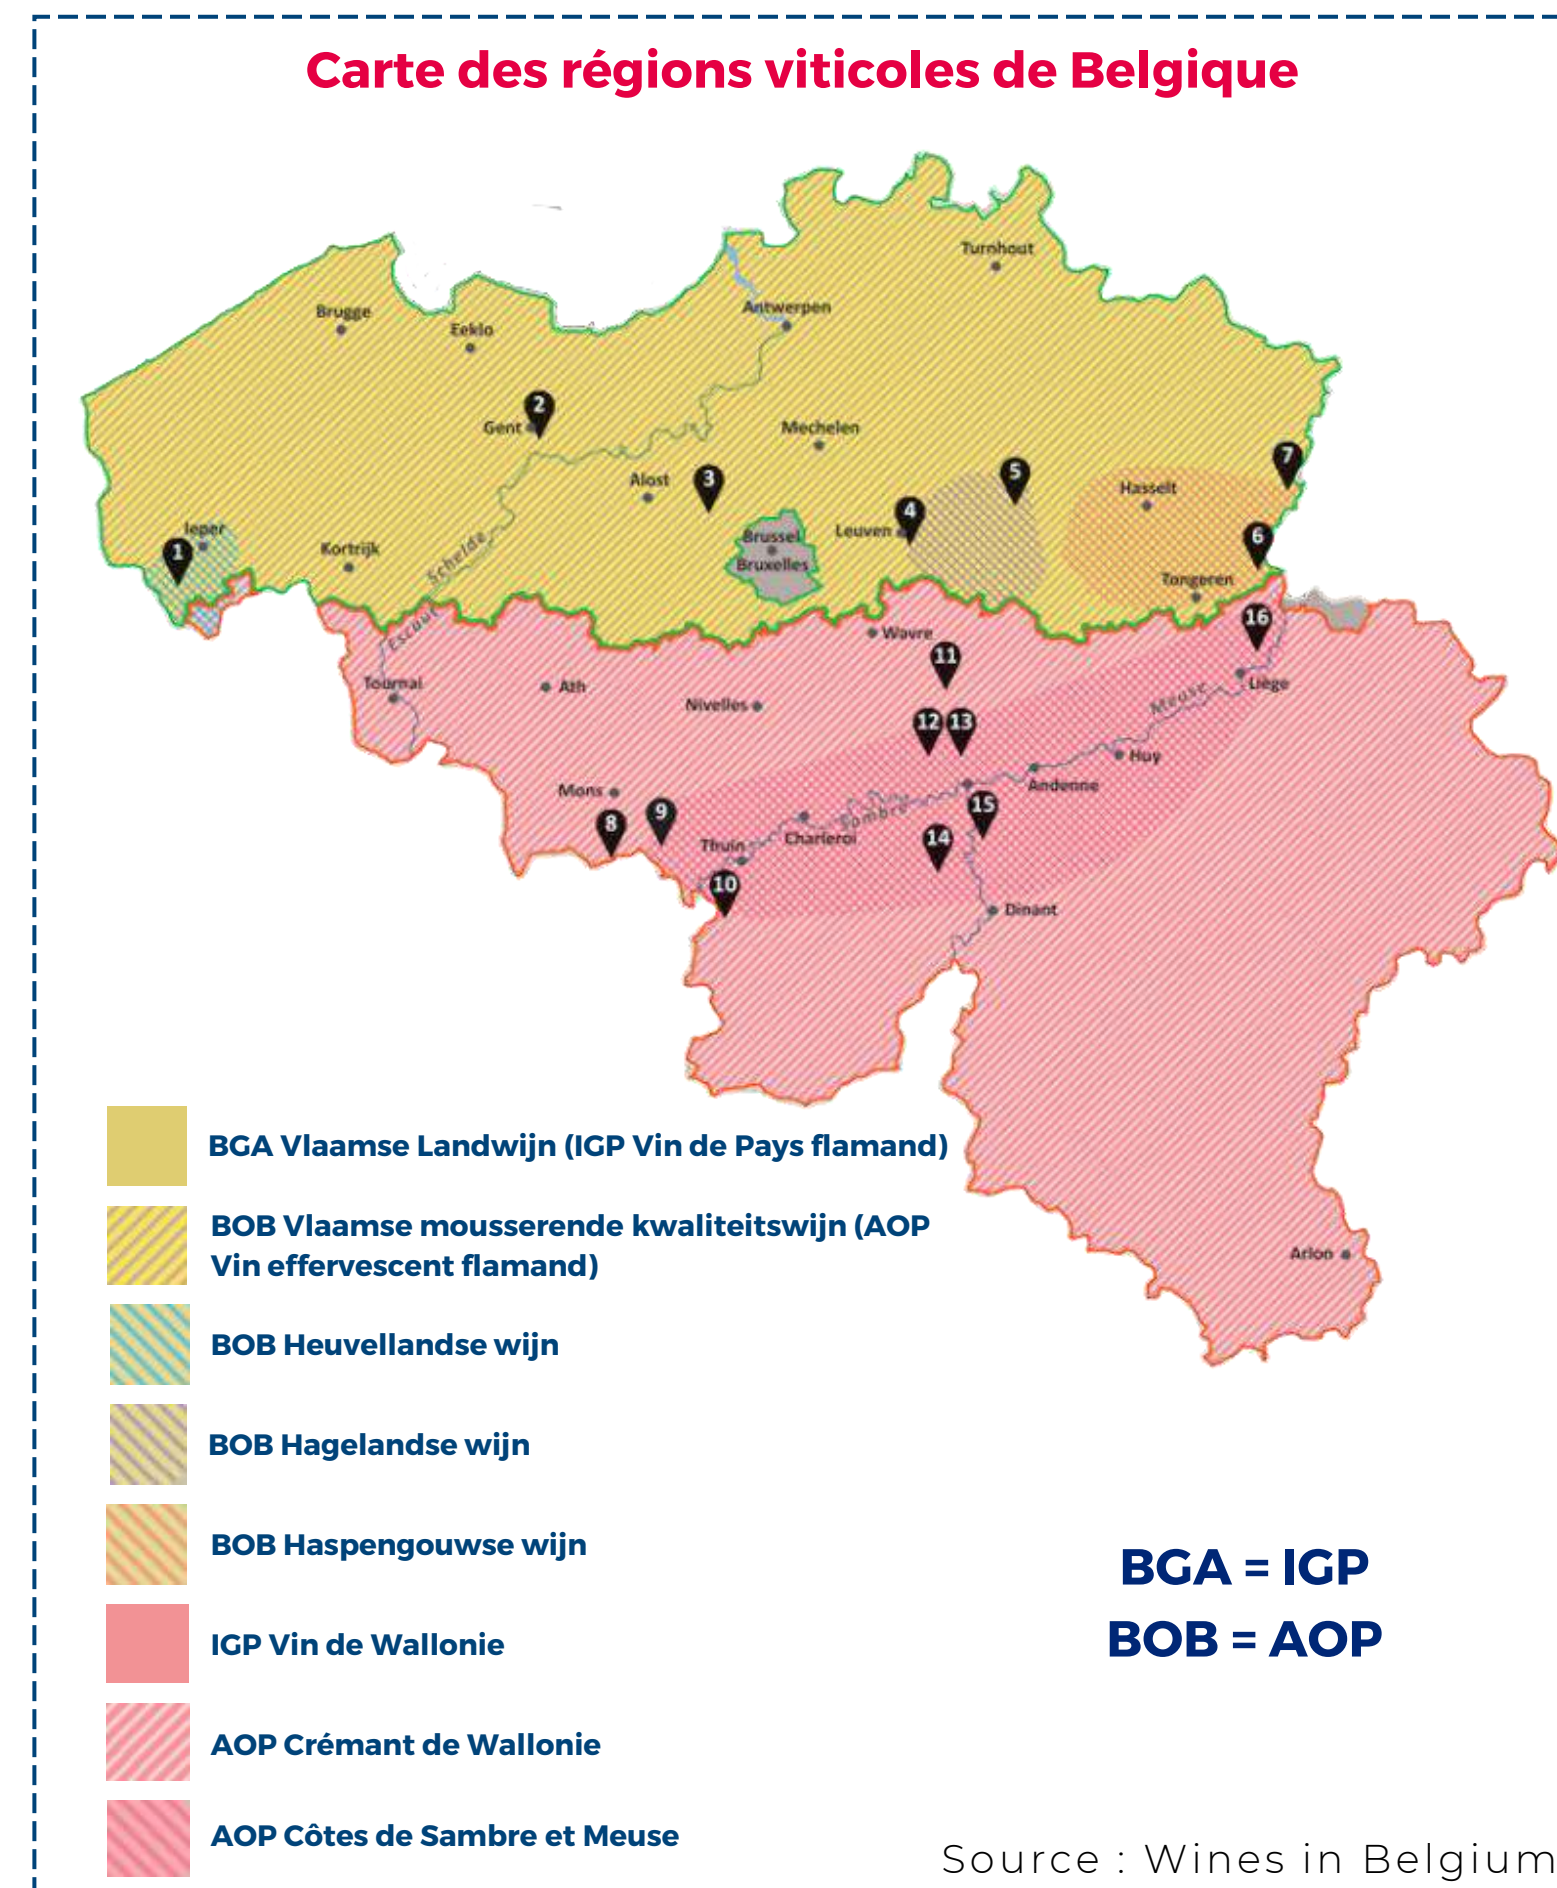 Carte des régions viticoles de Belgique
Turnhout
Brugge
Antwerpen
Eeklo
2
Gent
Mechelen
7
5
3
Alost
Hasselt
4
Ieper
Leuven
6
Brussel
1
Kortrijk
Schelde
Bruxelles
Tongeren
16
Escaut
Wavre
11
Tournai
Ath
Liège
Nivelles
Meuse
12
13
Huy
Andenne
Mons
9
15
8
Sambre
Charleroi
14
Thuin
10
Dinant
Arlon
BGA Vlaamse Landwijn (IGP Vin de Pays flamand)
BOB Vlaamse mousserende kwaliteitswijn (AOP
Vin effervescent flamand)
BOB Heuvellandse wijn
BOB Hagelandse wijn
BOB Haspengouwse wijn
IGP Vin de Wallonie
AOP Crémant de Wallonie
AOP Côtes de Sambre et Meuse
BGA = IGP
BOB = AOP
Source : Wines in Belgium